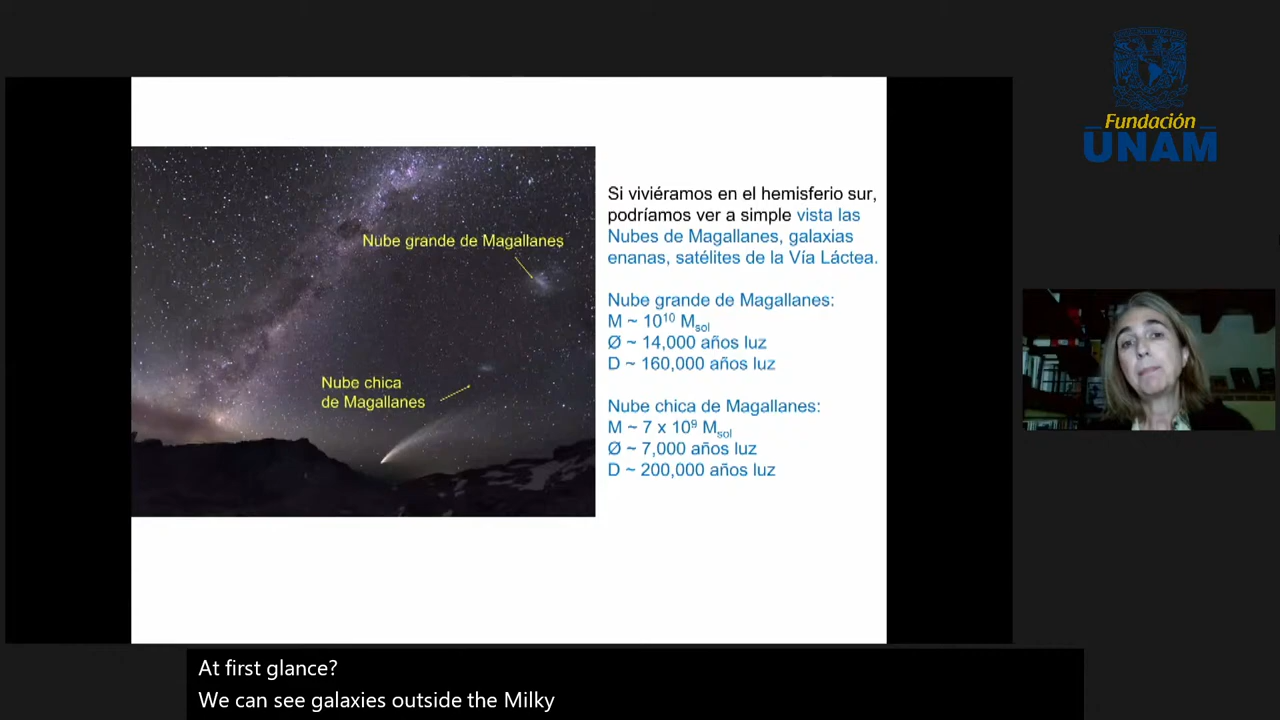 Fundación
UNAM
Nube grande de Magallanes
Nube chica
de Magallanes
Si viviéramos en el hemisferio sur,
podríamos ver a simple vista las
Nubes de Magallanes, galaxias
enanas, satélites de la Vía Láctea.
Nube grande de Magallanes:
M ~ 10¹⁰ Msol
Ø ~ 14,000 años luz
D ~ 160,000 años luz
Nube chica de Magallanes:
M ~ 7 x 10⁹ Msol
Ø ~ 7,000 años luz
D ~ 200,000 años luz
At first glance?
We can see galaxies outside the Milky